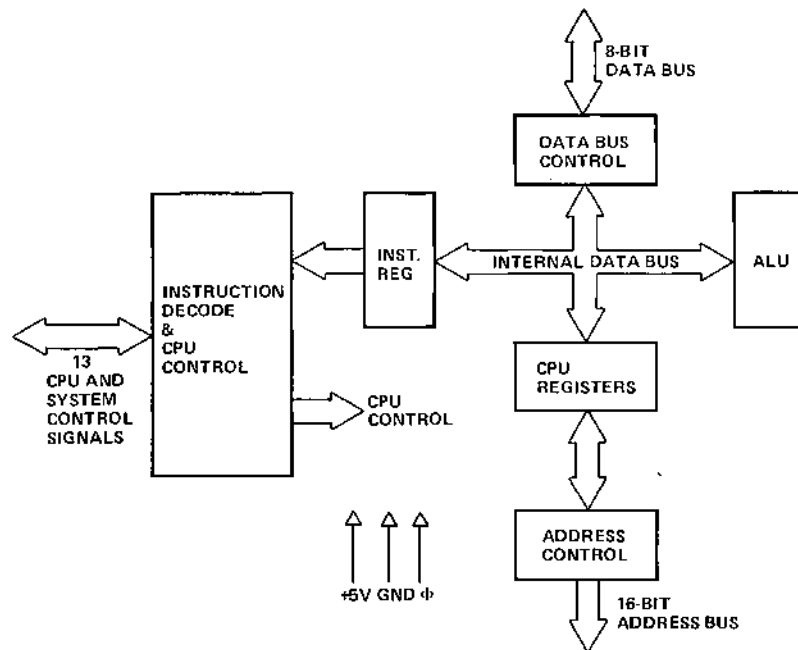 8-BIT
DATA BUS
DATA BUS
CONTROL
INST.
REG
INTERNAL DATA BUS
ALU
INSTRUCTION
DECODE
&
CPU
CONTROL
13
CPU AND
SYSTEM
CONTROL
SIGNALS
CPU
CONTROL
CPU
REGISTERS
ADDRESS
CONTROL
+5V GND Φ
16-BIT
ADDRESS BUS